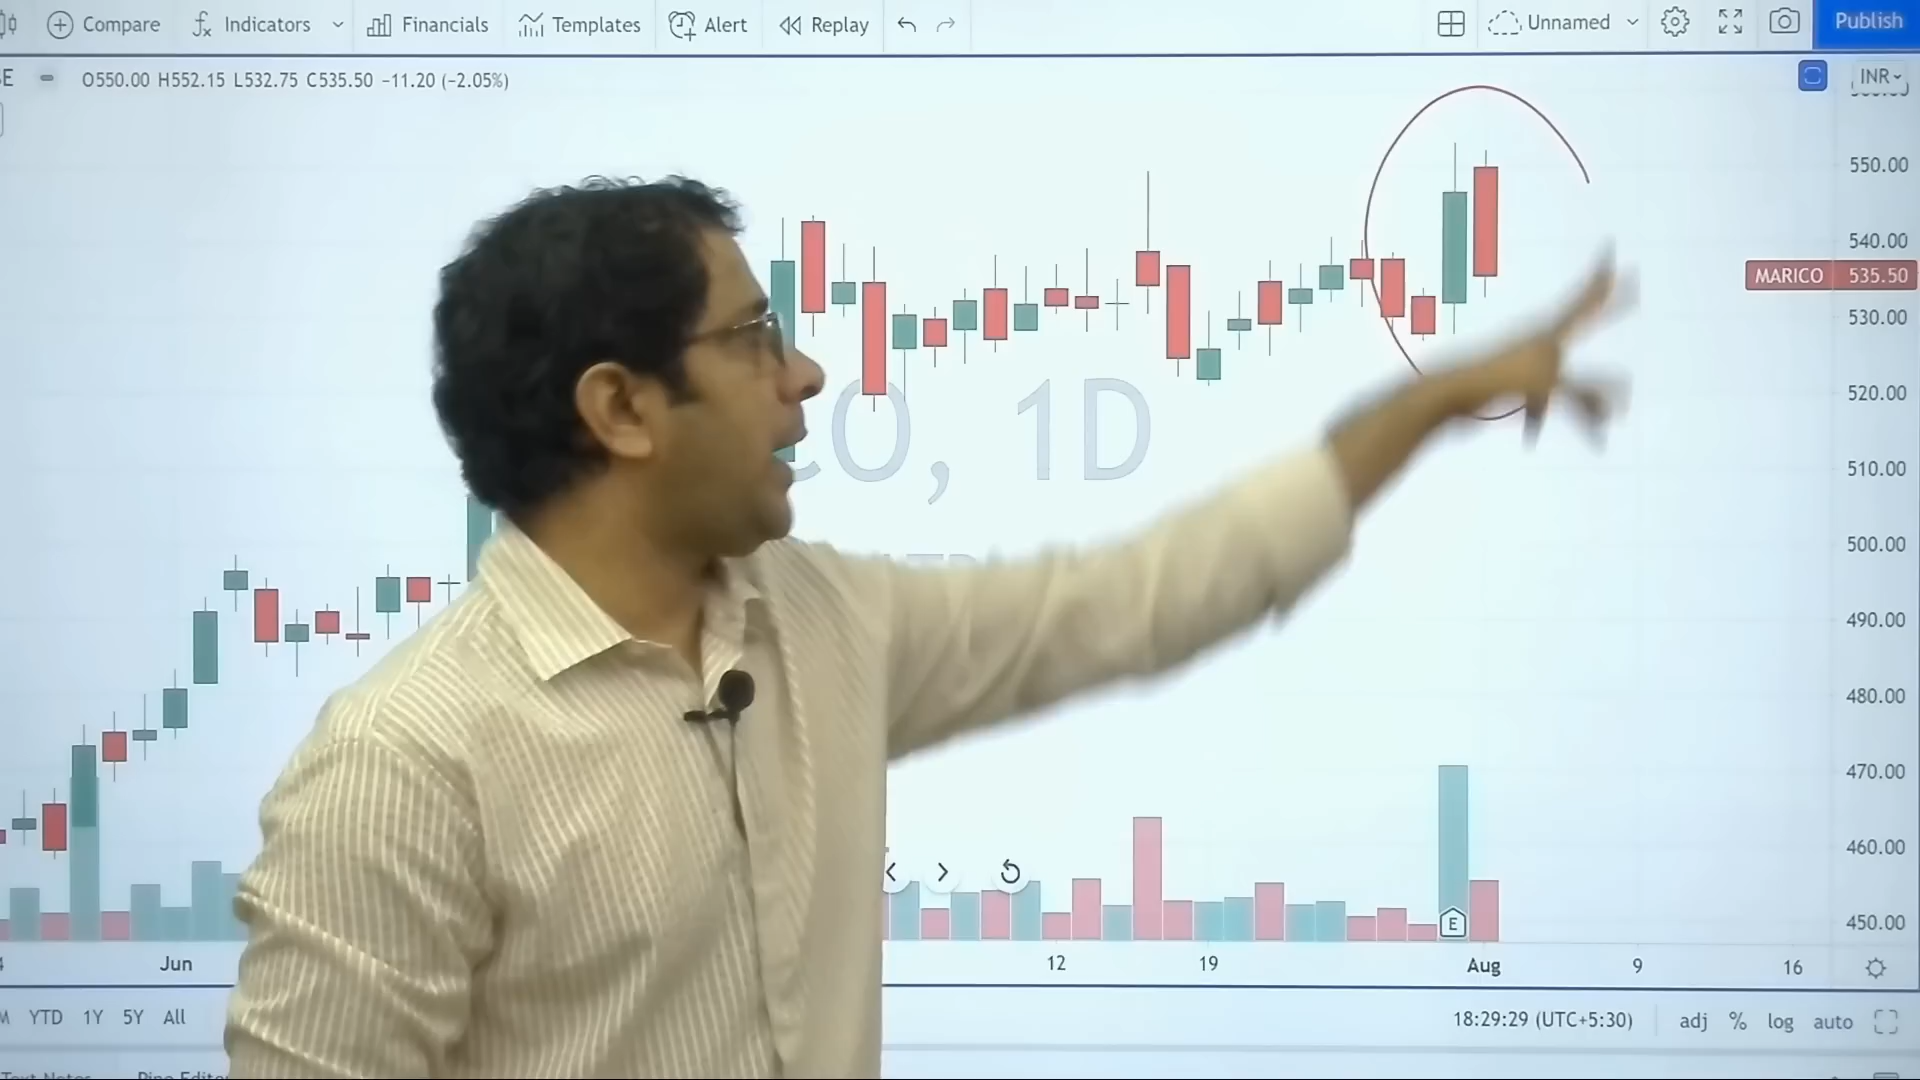 Compare Indicators Financials Templates Alert Replay Unnamed Publish
O550.00 H552.15 L532.75 C535.50 −11.20 (−2.05%)
INR
550.00
540.00
MARICO 535.50
530.00
520.00
510.00
500.00
490.00
480.00
470.00
460.00
450.00
CO, 1D
E
Jun 12 19 Aug 9 16
YTD 1Y 5Y All 18:29:29 (UTC+5:30) adj % log auto